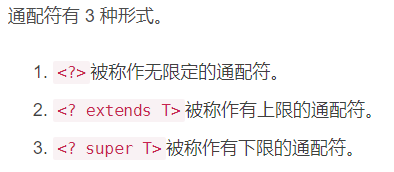 通配符有 3 种形式。
1. <?>被称作无限定的通配符。
2. <? extends T>被称作有上限的通配符。
3. <? super T>被称作有下限的通配符。